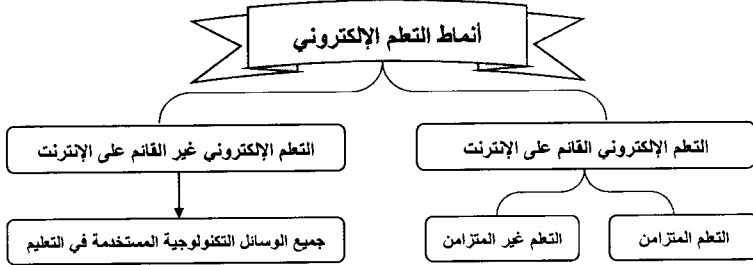 أنماط التعلم الإلكتروني
التعلم الإلكتروني القائم على الإنترنت
التعلم الإلكتروني غير القائم على الإنترنت
التعلم المتزامن
التعلم غير المتزامن
جميع الوسائل التكنولوجية المستخدمة في التعليم